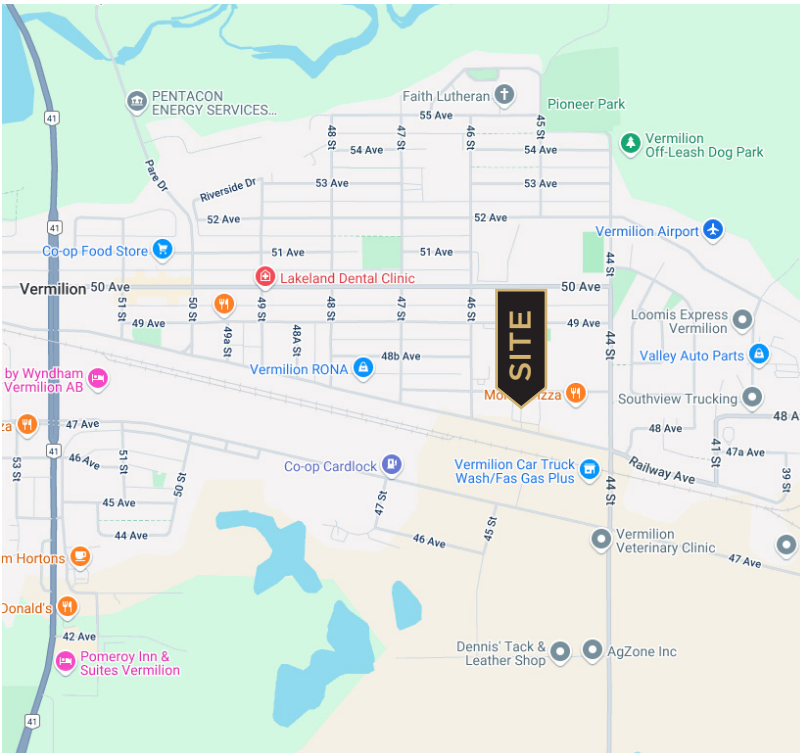 41
PENTACON
ENERGY SERVICES...
Faith Lutheran
Pioneer Park
55 Ave
48 St
47 St
46 St
45 St
54 Ave
54 Ave
Vermilion
Off-Leash Dog Park
Pare Dr
Riverside Dr
53 Ave
53 Ave
52 Ave
52 Ave
41
Vermilion Airport
Co-op Food Store
51 Ave
51 Ave
44 St
Lakeland Dental Clinic
Vermilion
50 Ave
50 Ave
51 St
50 St
49 St
48 St
47 St
46 St
SITE
49 Ave
49a St
48A St
49 Ave
44 St
Loomis Express
Vermilion
48b Ave
Valley Auto Parts
Vermilion RONA
by Wyndham
Vermilion AB
Southview Trucking
za
47 Ave
48 A
48 Ave
41 St
47a Ave
39 St
41
53 St
46 Ave
51 St
50 St
Co-op Cardlock
Vermilion Car Truck
Wash/Fas Gas Plus
Railway Ave
44 St
45 Ave
47 St
44 Ave
46 Ave
45 St
Vermilion
Veterinary Clinic
47 Ave
m Hortons
Donald's
42 Ave
Pomeroy Inn &
Suites Vermilion
Dennis' Tack &
Leather Shop
AgZone Inc
41